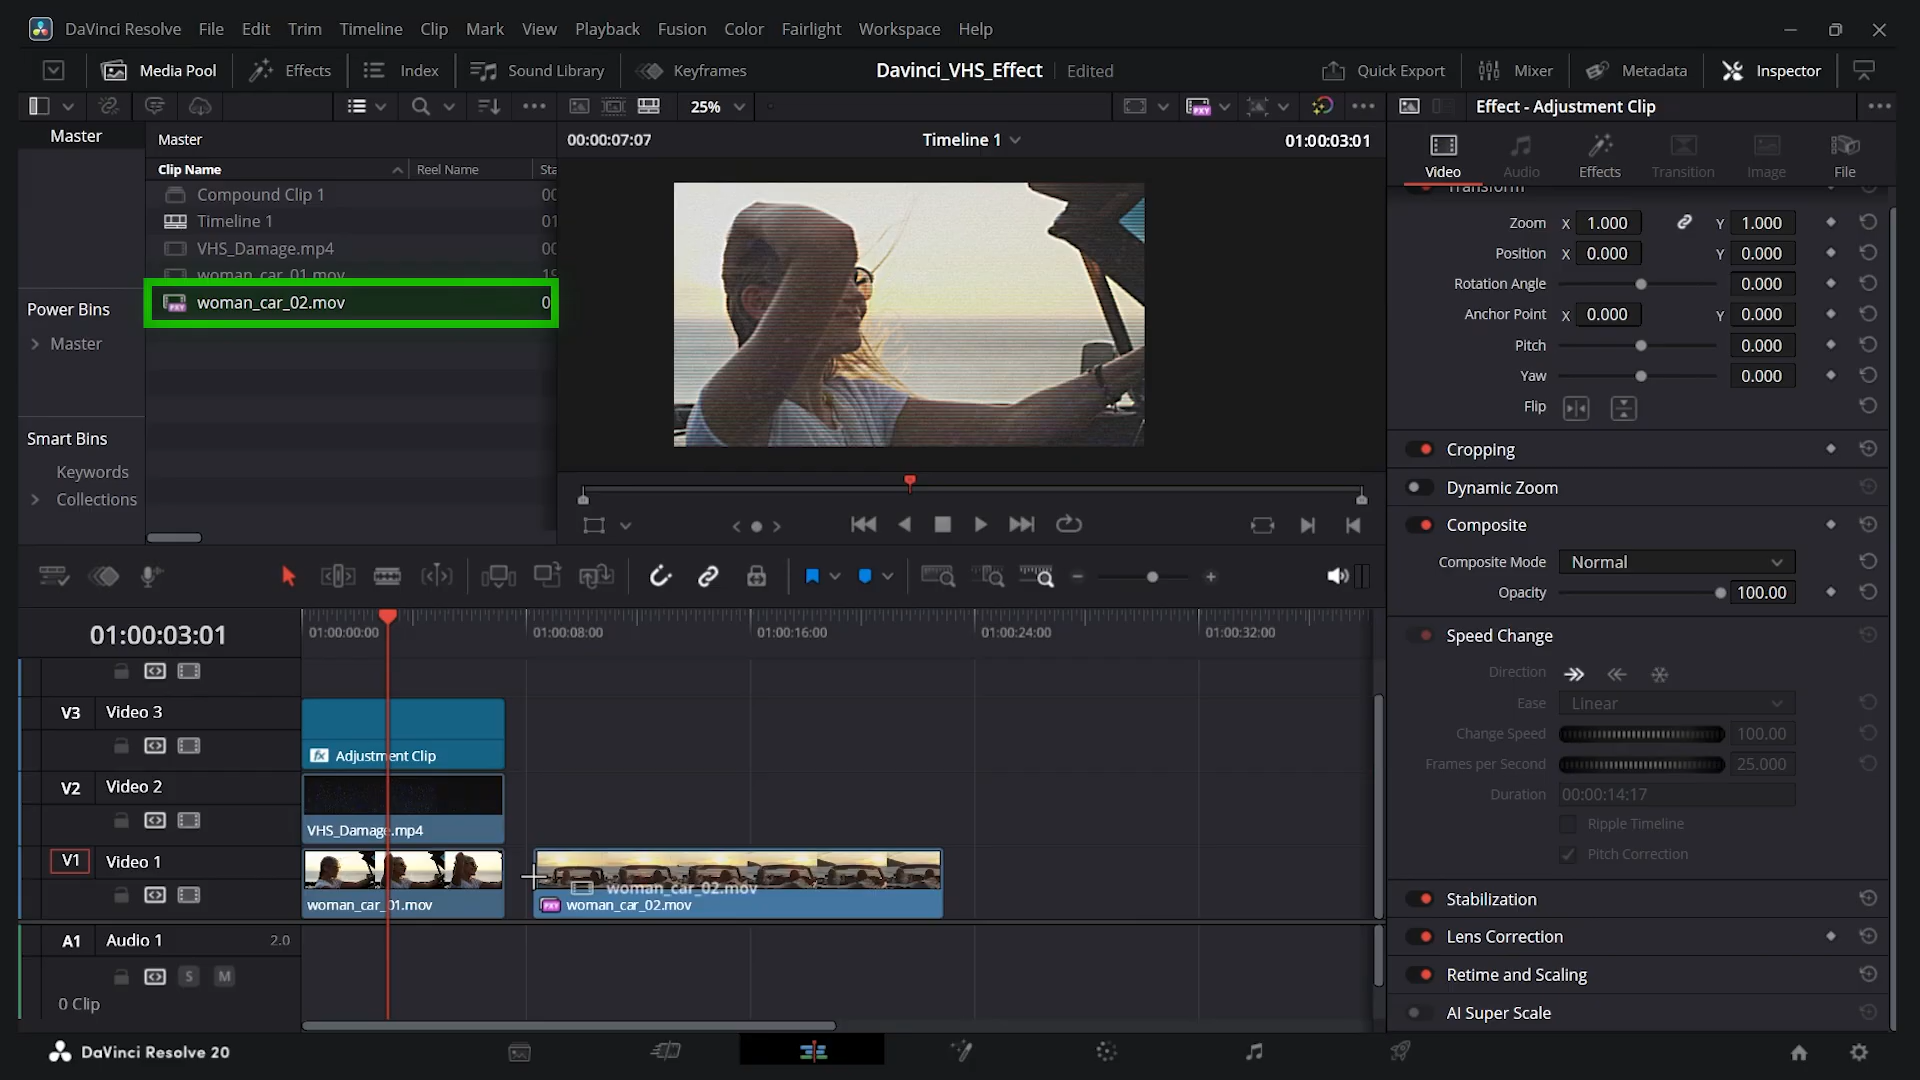 DaVinci Resolve File Edit Trim Timeline Clip Mark View Playback Fusion Color Fairlight Workspace Help
Media Pool Effects Index Sound Library Keyframes Davinci_VHS_Effect Edited Quick Export Mixer Metadata Inspector
25% Effect - Adjustment Clip
Master Master 00:00:07:07 Timeline 1 01:00:03:01
Clip Name Reel Name Sta
Video Audio Effects Transition Image File
Compound Clip 1 00
Transform
Timeline 1 01
Zoom X 1.000 Y 1.000
VHS_Damage.mp4 00
Position X 0.000 Y 0.000
woman_car_01.mov 15
Rotation Angle 0.000
woman_car_02.mov 0
Power Bins
Anchor Point X 0.000 Y 0.000
Master
Pitch 0.000
Yaw 0.000
Flip
Smart Bins
Cropping
Keywords
Dynamic Zoom
Collections
Composite
Composite Mode Normal
Opacity 100.00
01:00:03:01 01:00:00:00 01:00:08:00 01:00:16:00 01:00:24:00 01:00:32:00
Speed Change
Direction
Ease Linear
V3 Video 3
Change Speed 100.00
Adjustment Clip
Frames per Second 25.000
V2 Video 2
Duration 00:00:14:17
VHS_Damage.mp4
Ripple Timeline
V1 Video 1
Pitch Correction
woman_car_02.mov
woman_car_01.mov PXY woman_car_02.mov
Stabilization
A1 Audio 1 2.0
Lens Correction
S M
Retime and Scaling
0 Clip
AI Super Scale
DaVinci Resolve 20